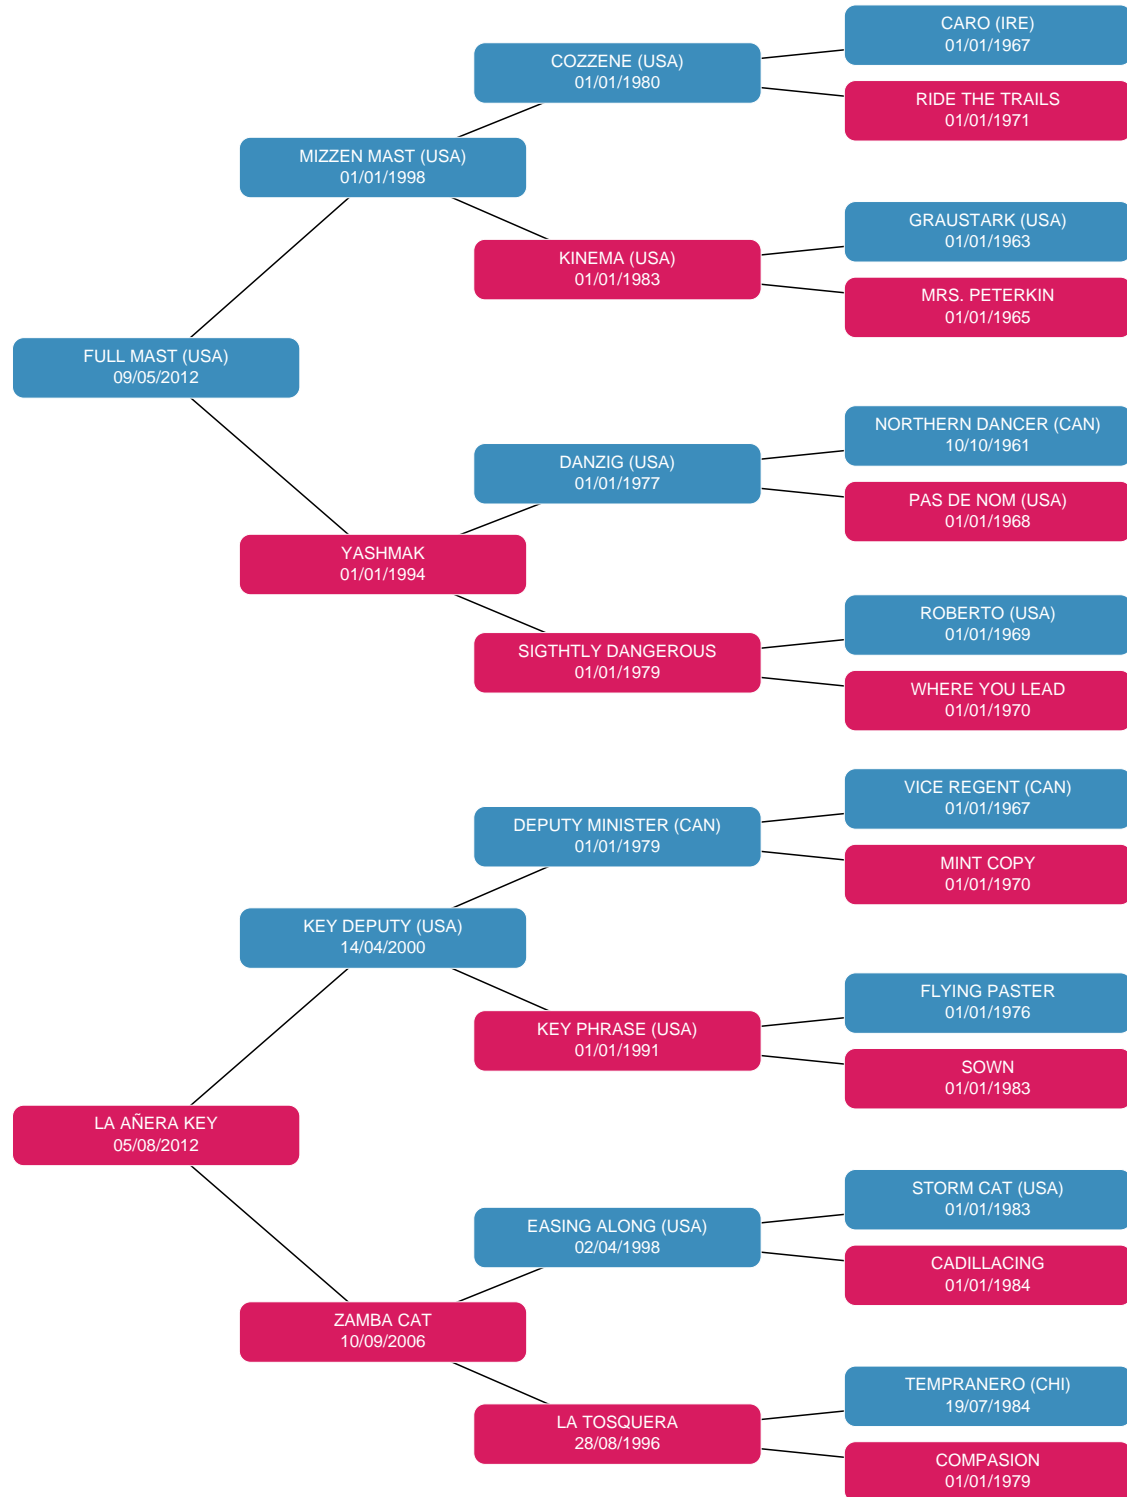 CARO (IRE)
01/01/1967
COZZENE (USA)
01/01/1980
RIDE THE TRAILS
01/01/1971
MIZZEN MAST (USA)
01/01/1998
GRAUSTARK (USA)
01/01/1963
KINEMA (USA)
01/01/1983
MRS. PETERKIN
01/01/1965
FULL MAST (USA)
09/05/2012
NORTHERN DANCER (CAN)
10/10/1961
DANZIG (USA)
01/01/1977
PAS DE NOM (USA)
01/01/1968
YASHMAK
01/01/1994
ROBERTO (USA)
01/01/1969
SIGTHTLY DANGEROUS
01/01/1979
WHERE YOU LEAD
01/01/1970
VICE REGENT (CAN)
01/01/1967
DEPUTY MINISTER (CAN)
01/01/1979
MINT COPY
01/01/1970
KEY DEPUTY (USA)
14/04/2000
FLYING PASTER
01/01/1976
KEY PHRASE (USA)
01/01/1991
SOWN
01/01/1983
LA AÑERA KEY
05/08/2012
STORM CAT (USA)
01/01/1983
EASING ALONG (USA)
02/04/1998
CADILLACING
01/01/1984
ZAMBA CAT
10/09/2006
TEMPRANERO (CHI)
19/07/1984
LA TOSQUERA
28/08/1996
COMPASION
01/01/1979